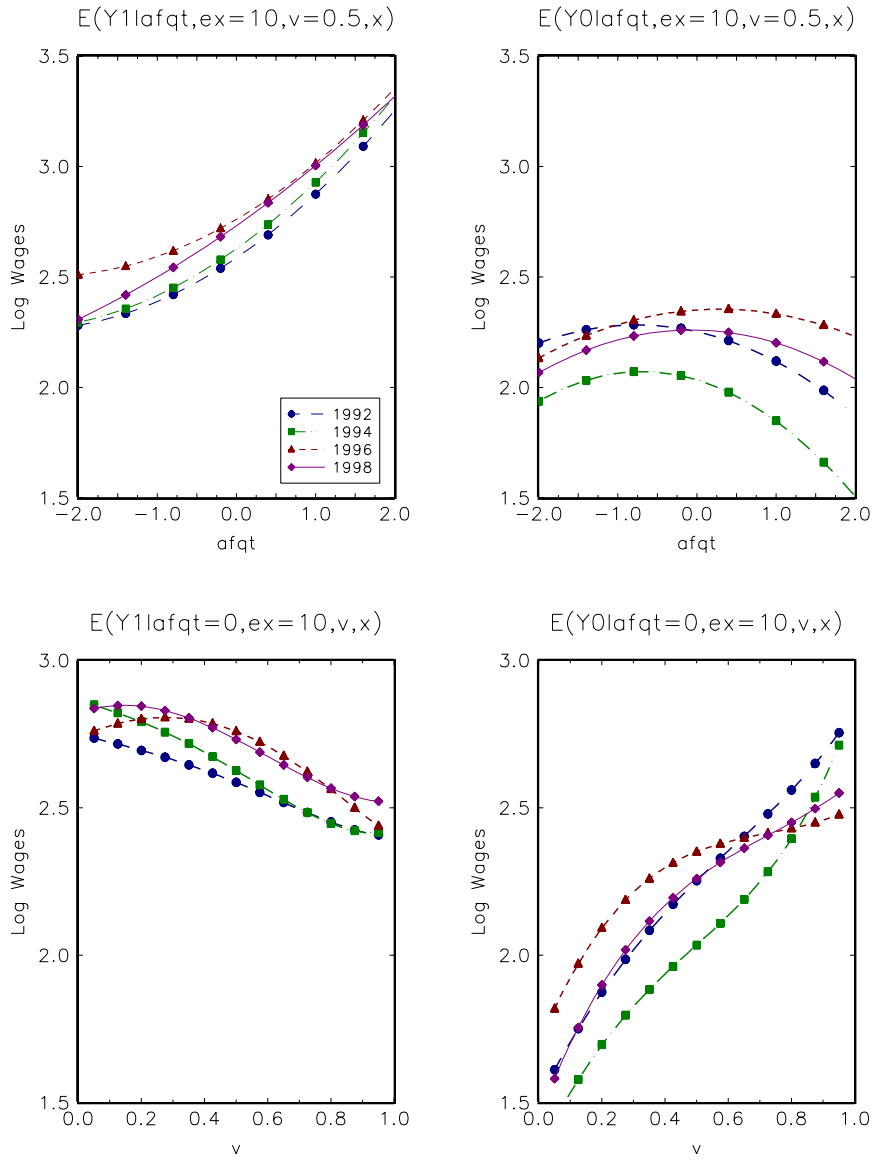 E(Y1|afqt,ex=10,v=0.5,x)
3.5
3.0
2.5
2.0
1.5
Log Wages
1992
1994
1996
1998
−2.0 −1.0 0.0 1.0 2.0
afqt
E(Y0|afqt,ex=10,v=0.5,x)
3.5
3.0
2.5
2.0
1.5
Log Wages
−2.0 −1.0 0.0 1.0 2.0
afqt
E(Y1|afqt=0,ex=10,v,x)
3.0
2.5
2.0
1.5
Log Wages
0.0 0.2 0.4 0.6 0.8 1.0
v
E(Y0|afqt=0,ex=10,v,x)
3.0
2.5
2.0
1.5
Log Wages
0.0 0.2 0.4 0.6 0.8 1.0
v